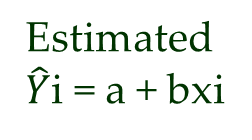 Estimated
Ŷi = a + bxi